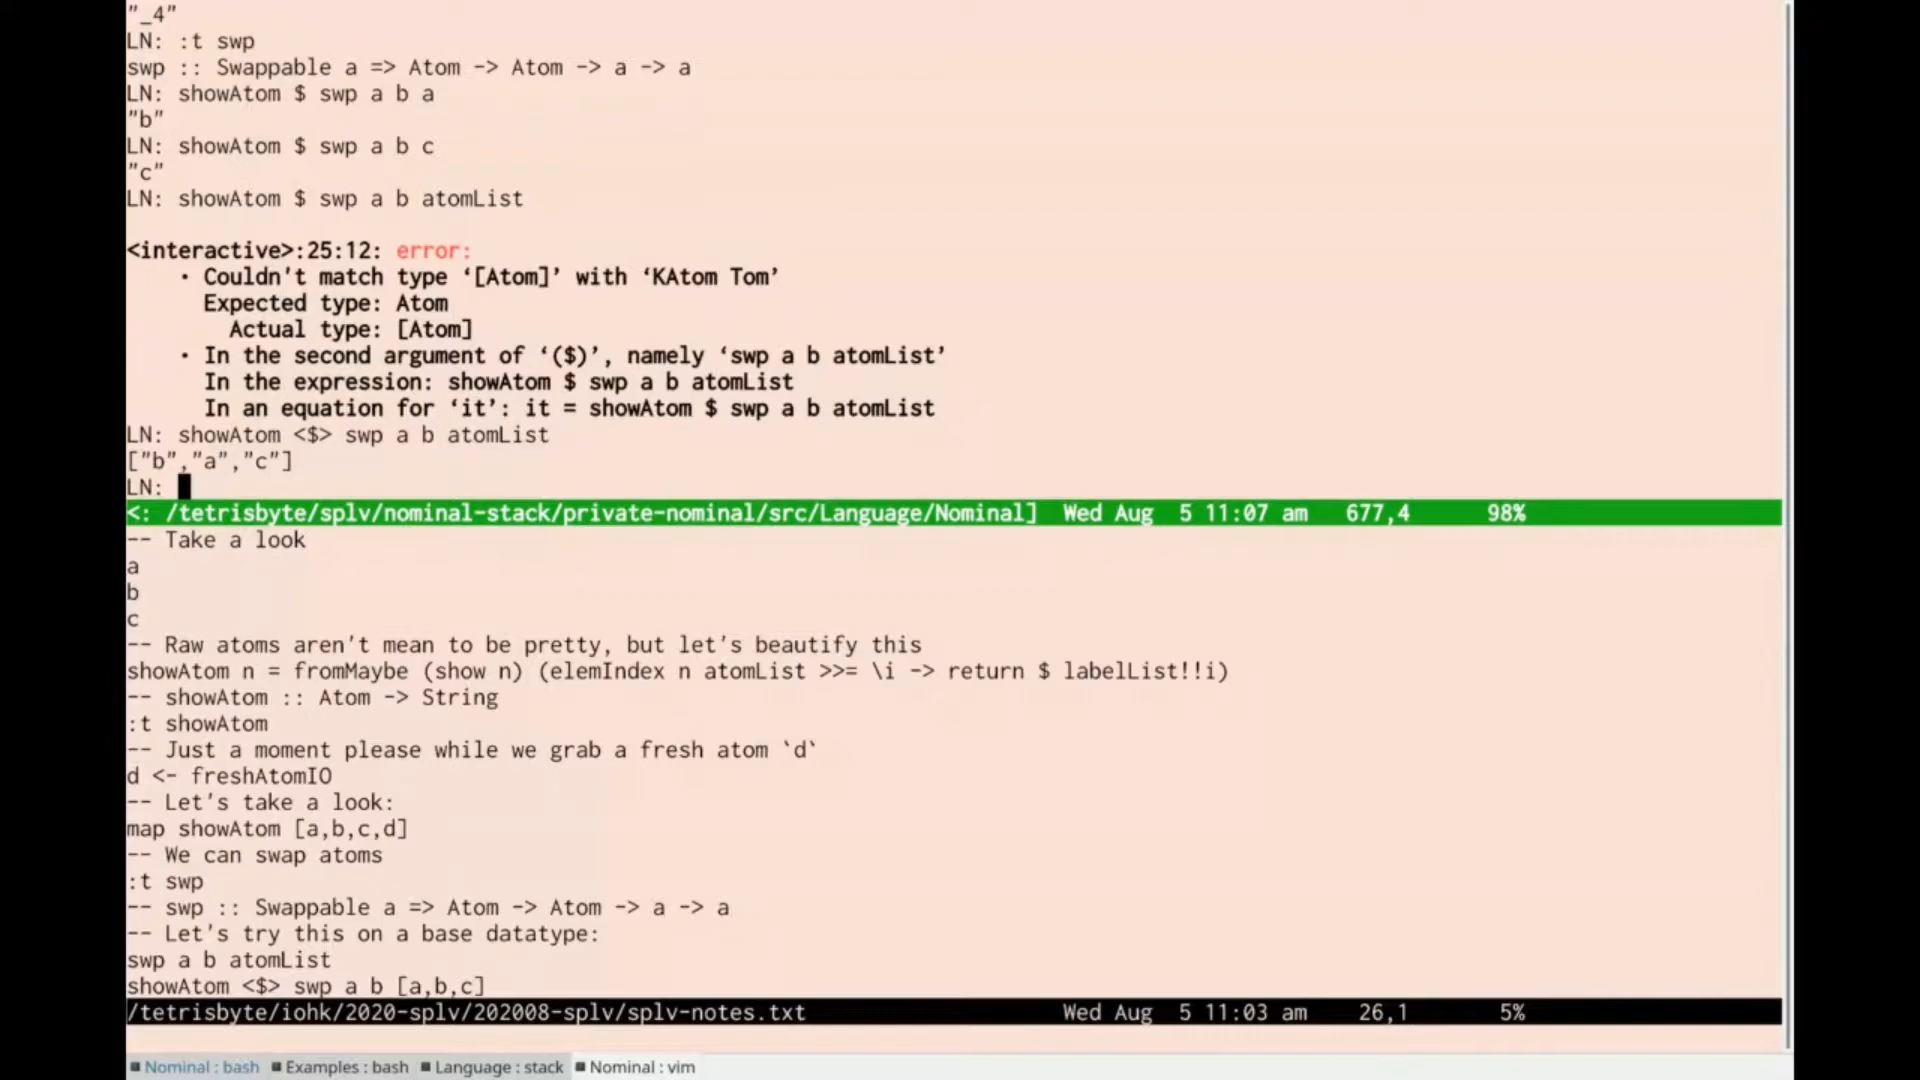 "_4"
LN: :t swp
swp :: Swappable a => Atom -> Atom -> a -> a
LN: showAtom $ swp a b a
"b"
LN: showAtom $ swp a b c
"c"
LN: showAtom $ swp a b atomList
<interactive>:25:12: error:
• Couldn't match type ‘[Atom]’ with ‘KAtom Tom’
Expected type: Atom
Actual type: [Atom]
• In the second argument of ‘($)’, namely ‘swp a b atomList’
In the expression: showAtom $ swp a b atomList
In an equation for ‘it’: it = showAtom $ swp a b atomList
LN: showAtom <$> swp a b atomList
["b","a","c"]
LN:
<: /tetrisbyte/splv/nominal-stack/private-nominal/src/Language/Nominal] Wed Aug 5 11:07 am 677,4 98%
-- Take a look
a
b
c
-- Raw atoms aren't mean to be pretty, but let's beautify this
showAtom n = fromMaybe (show n) (elemIndex n atomList >>= \i -> return $ labelList!!i)
-- showAtom :: Atom -> String
:t showAtom
-- Just a moment please while we grab a fresh atom `d`
d <- freshAtomIO
-- Let's take a look:
map showAtom [a,b,c,d]
-- We can swap atoms
:t swp
-- swp :: Swappable a => Atom -> Atom -> a -> a
-- Let's try this on a base datatype:
swp a b atomList
showAtom <$> swp a b [a,b,c]
/tetrisbyte/iohk/2020-splv/202008-splv/splv-notes.txt Wed Aug 5 11:03 am 26,1 5%
Nominal : bash Examples : bash Language : stack Nominal : vim